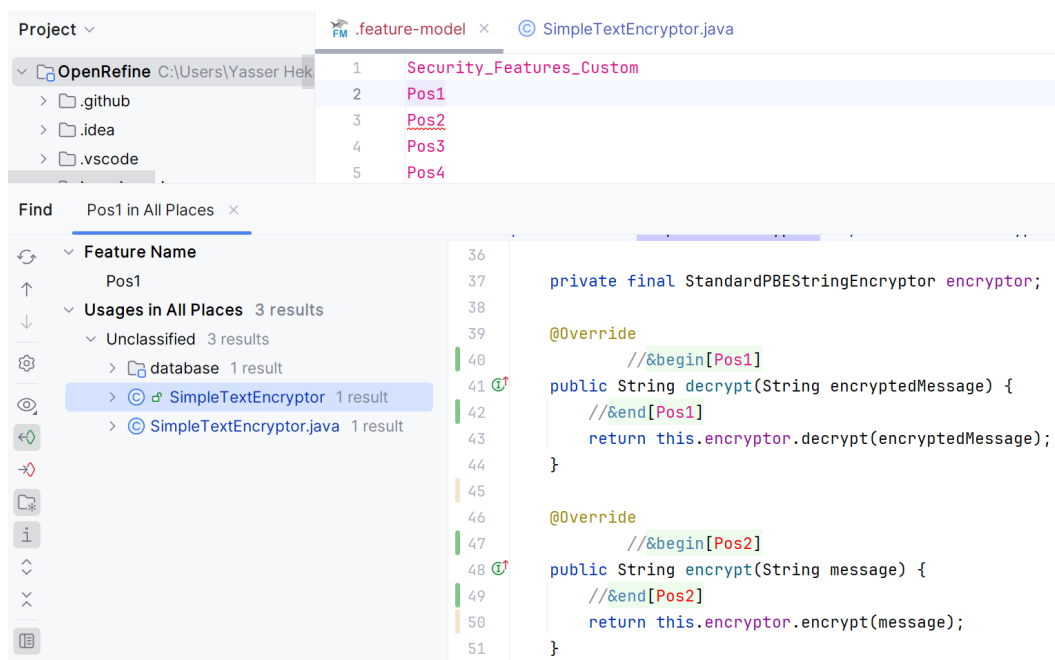 Project
FM .feature-model × © SimpleTextEncryptor.java
OpenRefine C:\Users\Yasser Hek
.github
.idea
.vscode
1 Security_Features_Custom
2 Pos1
3 Pos2
4 Pos3
5 Pos4
Find Pos1 in All Places ×
Feature Name
Pos1
Usages in All Places 3 results
Unclassified 3 results
database 1 result
© SimpleTextEncryptor 1 result
© SimpleTextEncryptor.java 1 result
36
37 private final StandardPBEStringEncryptor encryptor;
38
39 @Override
40 //&begin[Pos1]
41 public String decrypt(String encryptedMessage) {
42 //&end[Pos1]
43 return this.encryptor.decrypt(encryptedMessage);
44 }
45
46 @Override
47 //&begin[Pos2]
48 public String encrypt(String message) {
49 //&end[Pos2]
50 return this.encryptor.encrypt(message);
51 }